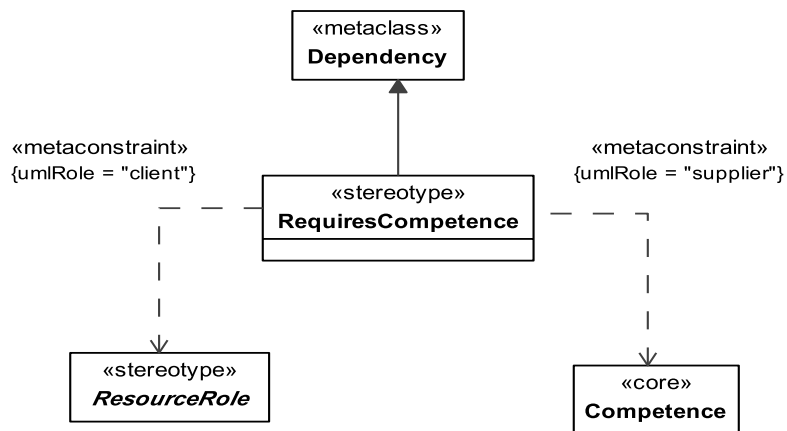 «metaclass»
Dependency
«metaconstraint»
{umlRole = "client"}
«metaconstraint»
{umlRole = "supplier"}
«stereotype»
RequiresCompetence
«stereotype»
ResourceRole
«core»
Competence